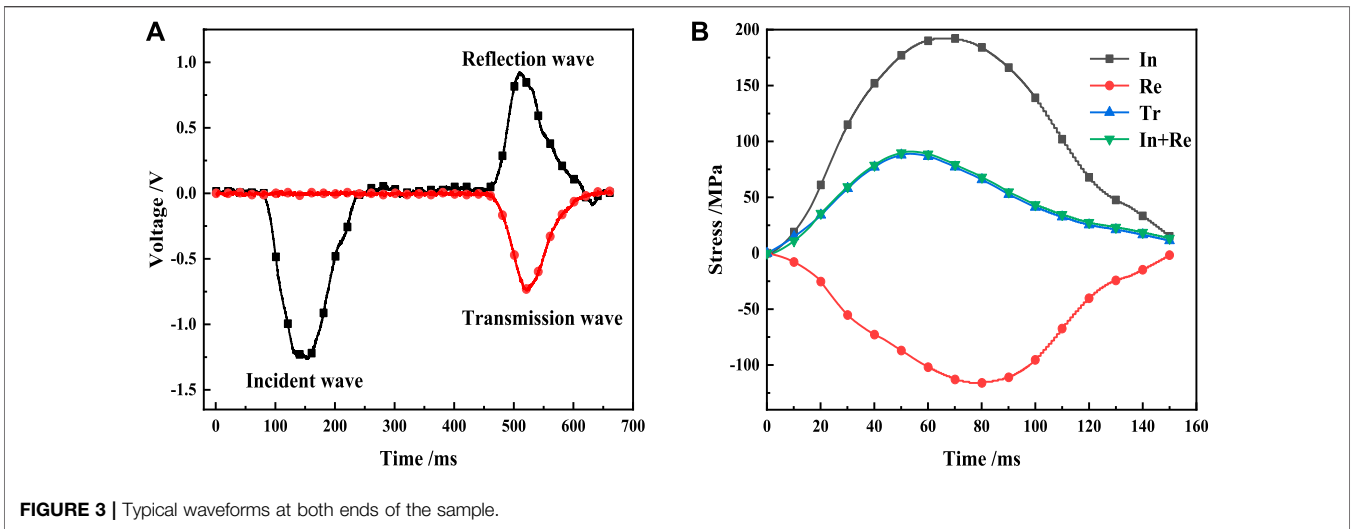 A
Voltage /V
1.0
0.5
0.0
-0.5
-1.0
-1.5
Reflection wave
Transmission wave
Incident wave
0 100 200 300 400 500 600 700
Time /ms
B
Stress /MPa
200
150
100
50
0
-50
-100
In
Re
Tr
In+Re
0 20 40 60 80 100 120 140 160
Time /ms
FIGURE 3 | Typical waveforms at both ends of the sample.